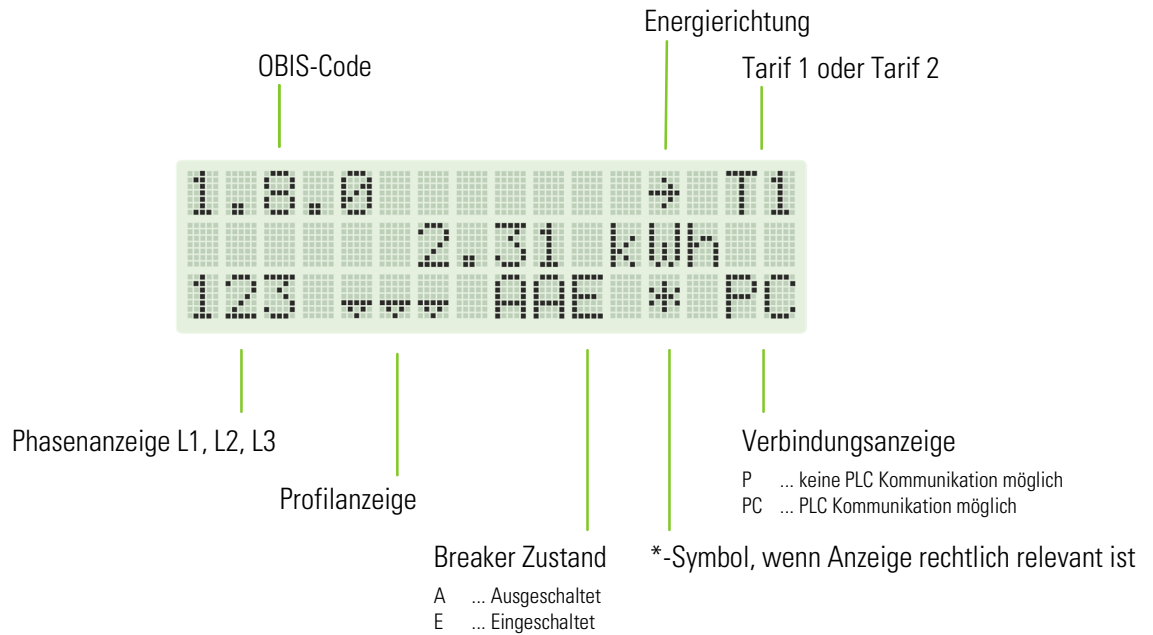 Energierichtung
OBIS-Code
Tarif 1 oder Tarif 2
1.8.0 → T1
2.31 kWh
123 AAE * PC
Phasenanzeige L1, L2, L3
Verbindungsanzeige
P ... keine PLC Kommunikation möglich
PC ... PLC Kommunikation möglich
Profilanzeige
Breaker Zustand
A ... Ausgeschaltet
E ... Eingeschaltet
*-Symbol, wenn Anzeige rechtlich relevant ist